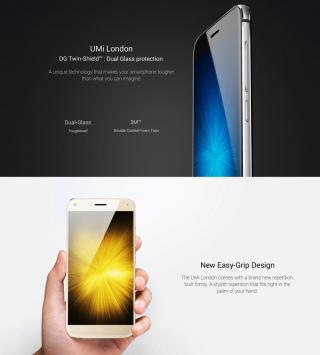 UMi London
DG Twin-Shield™ : Dual Glass protection
A unique technology that makes your smartphone tougher
than what you can imagine
Dual-Glass
Toughened
3M™
Double Coated Foam Tape
New Easy-Grip Design
The UMi London comes with a brand new repetition,
built firmly. A stylish repetition that fits right in the
palm of your hand.